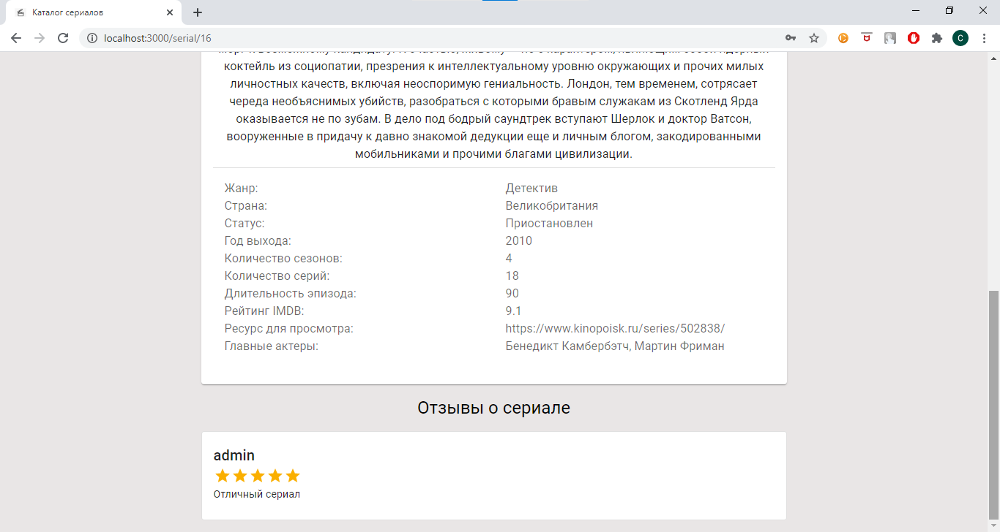 Каталог сериалов
localhost:3000/serial/16
C
коктейль из социопатии, презрения к интеллектуальному уровню окружающих и прочих милых
личностных качеств, включая неоспоримую гениальность. Лондон, тем временем, сотрясает
череда необъяснимых убийств, разобраться с которыми бравым служакам из Скотленд Ярда
оказывается не по зубам. В дело под бодрый саундтрек вступают Шерлок и доктор Ватсон,
вооруженные в придачу к давно знакомой дедукции еще и личным блогом, закодированными
мобильниками и прочими благами цивилизации.
Жанр: Детектив
Страна: Великобритания
Статус: Приостановлен
Год выхода: 2010
Количество сезонов: 4
Количество серий: 18
Длительность эпизода: 90
Рейтинг IMDB: 9.1
Ресурс для просмотра: https://www.kinopoisk.ru/series/502838/
Главные актеры: Бенедикт Камбербэтч, Мартин Фриман
Отзывы о сериале
admin
Отличный сериал